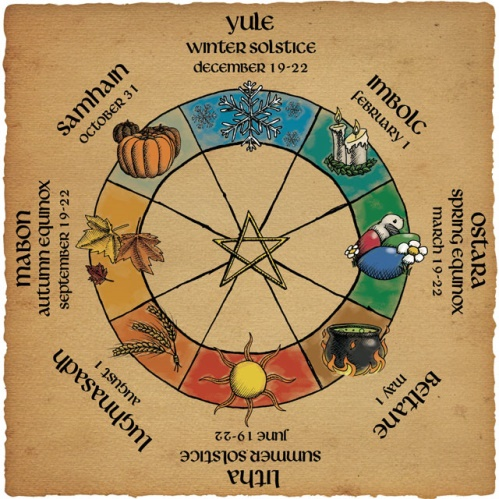 YULE
WINTER SOLSTICE
DECEMBER 19-22
IMBOLC
FEBRUARY 1
OSTARA
SPRING EQUINOX
MARCH 19-22
BELTANE
MAY 1
LITHA
SUMMER SOLSTICE
JUNE 19-22
LUGHNASADH
AUGUST 1
MABON
AUTUMN EQUINOX
SEPTEMBER 19-22
SAMHAIN
OCTOBER 31